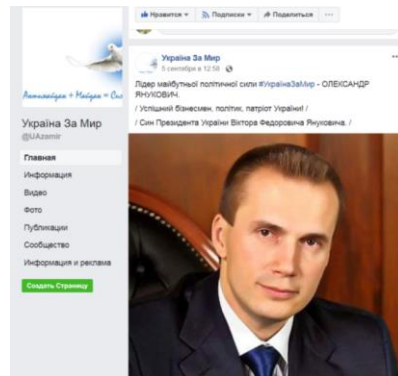 Нравится
Подписки
Поделиться
Антимайдан + Майдан =
Україна За Мир
@UAzamir
Главная
Информация
Видео
Фото
Публикации
Сообщество
Информация и реклама
Создать Страницу
Україна За Мир
5 сентября в 12:58
Лідер майбутньої політичної сили #УкраїнаЗаМир - ОЛЕКСАНДР
ЯНУКОВИЧ.
/ Успішний бізнесмен, політик, патріот України! /
/ Син Президента України Віктора Федоровича Януковича. /